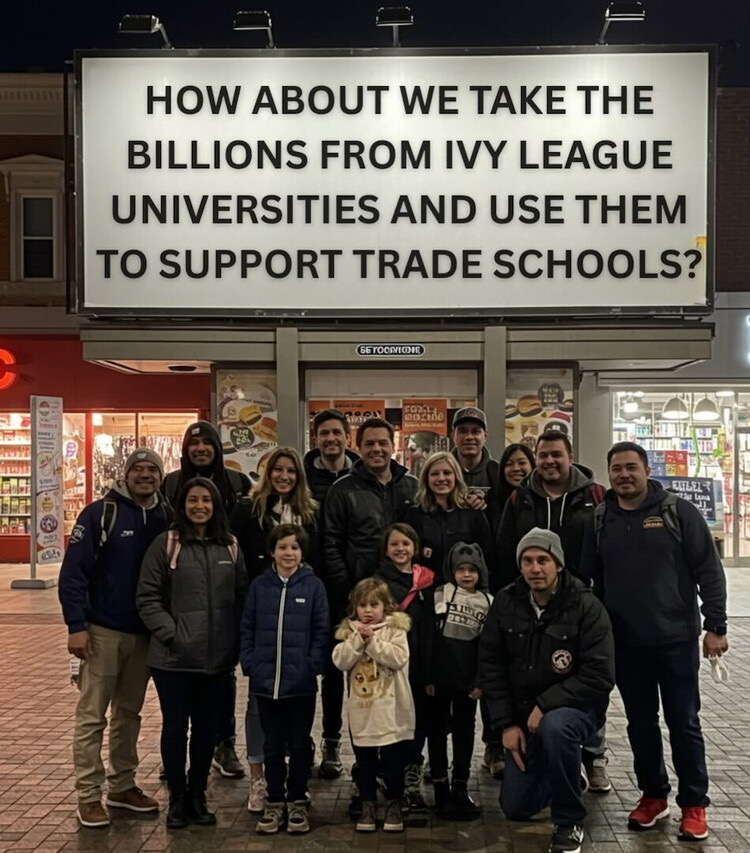 HOW ABOUT WE TAKE THE
BILLIONS FROM IVY LEAGUE
UNIVERSITIES AND USE THEM
TO SUPPORT TRADE SCHOOLS?